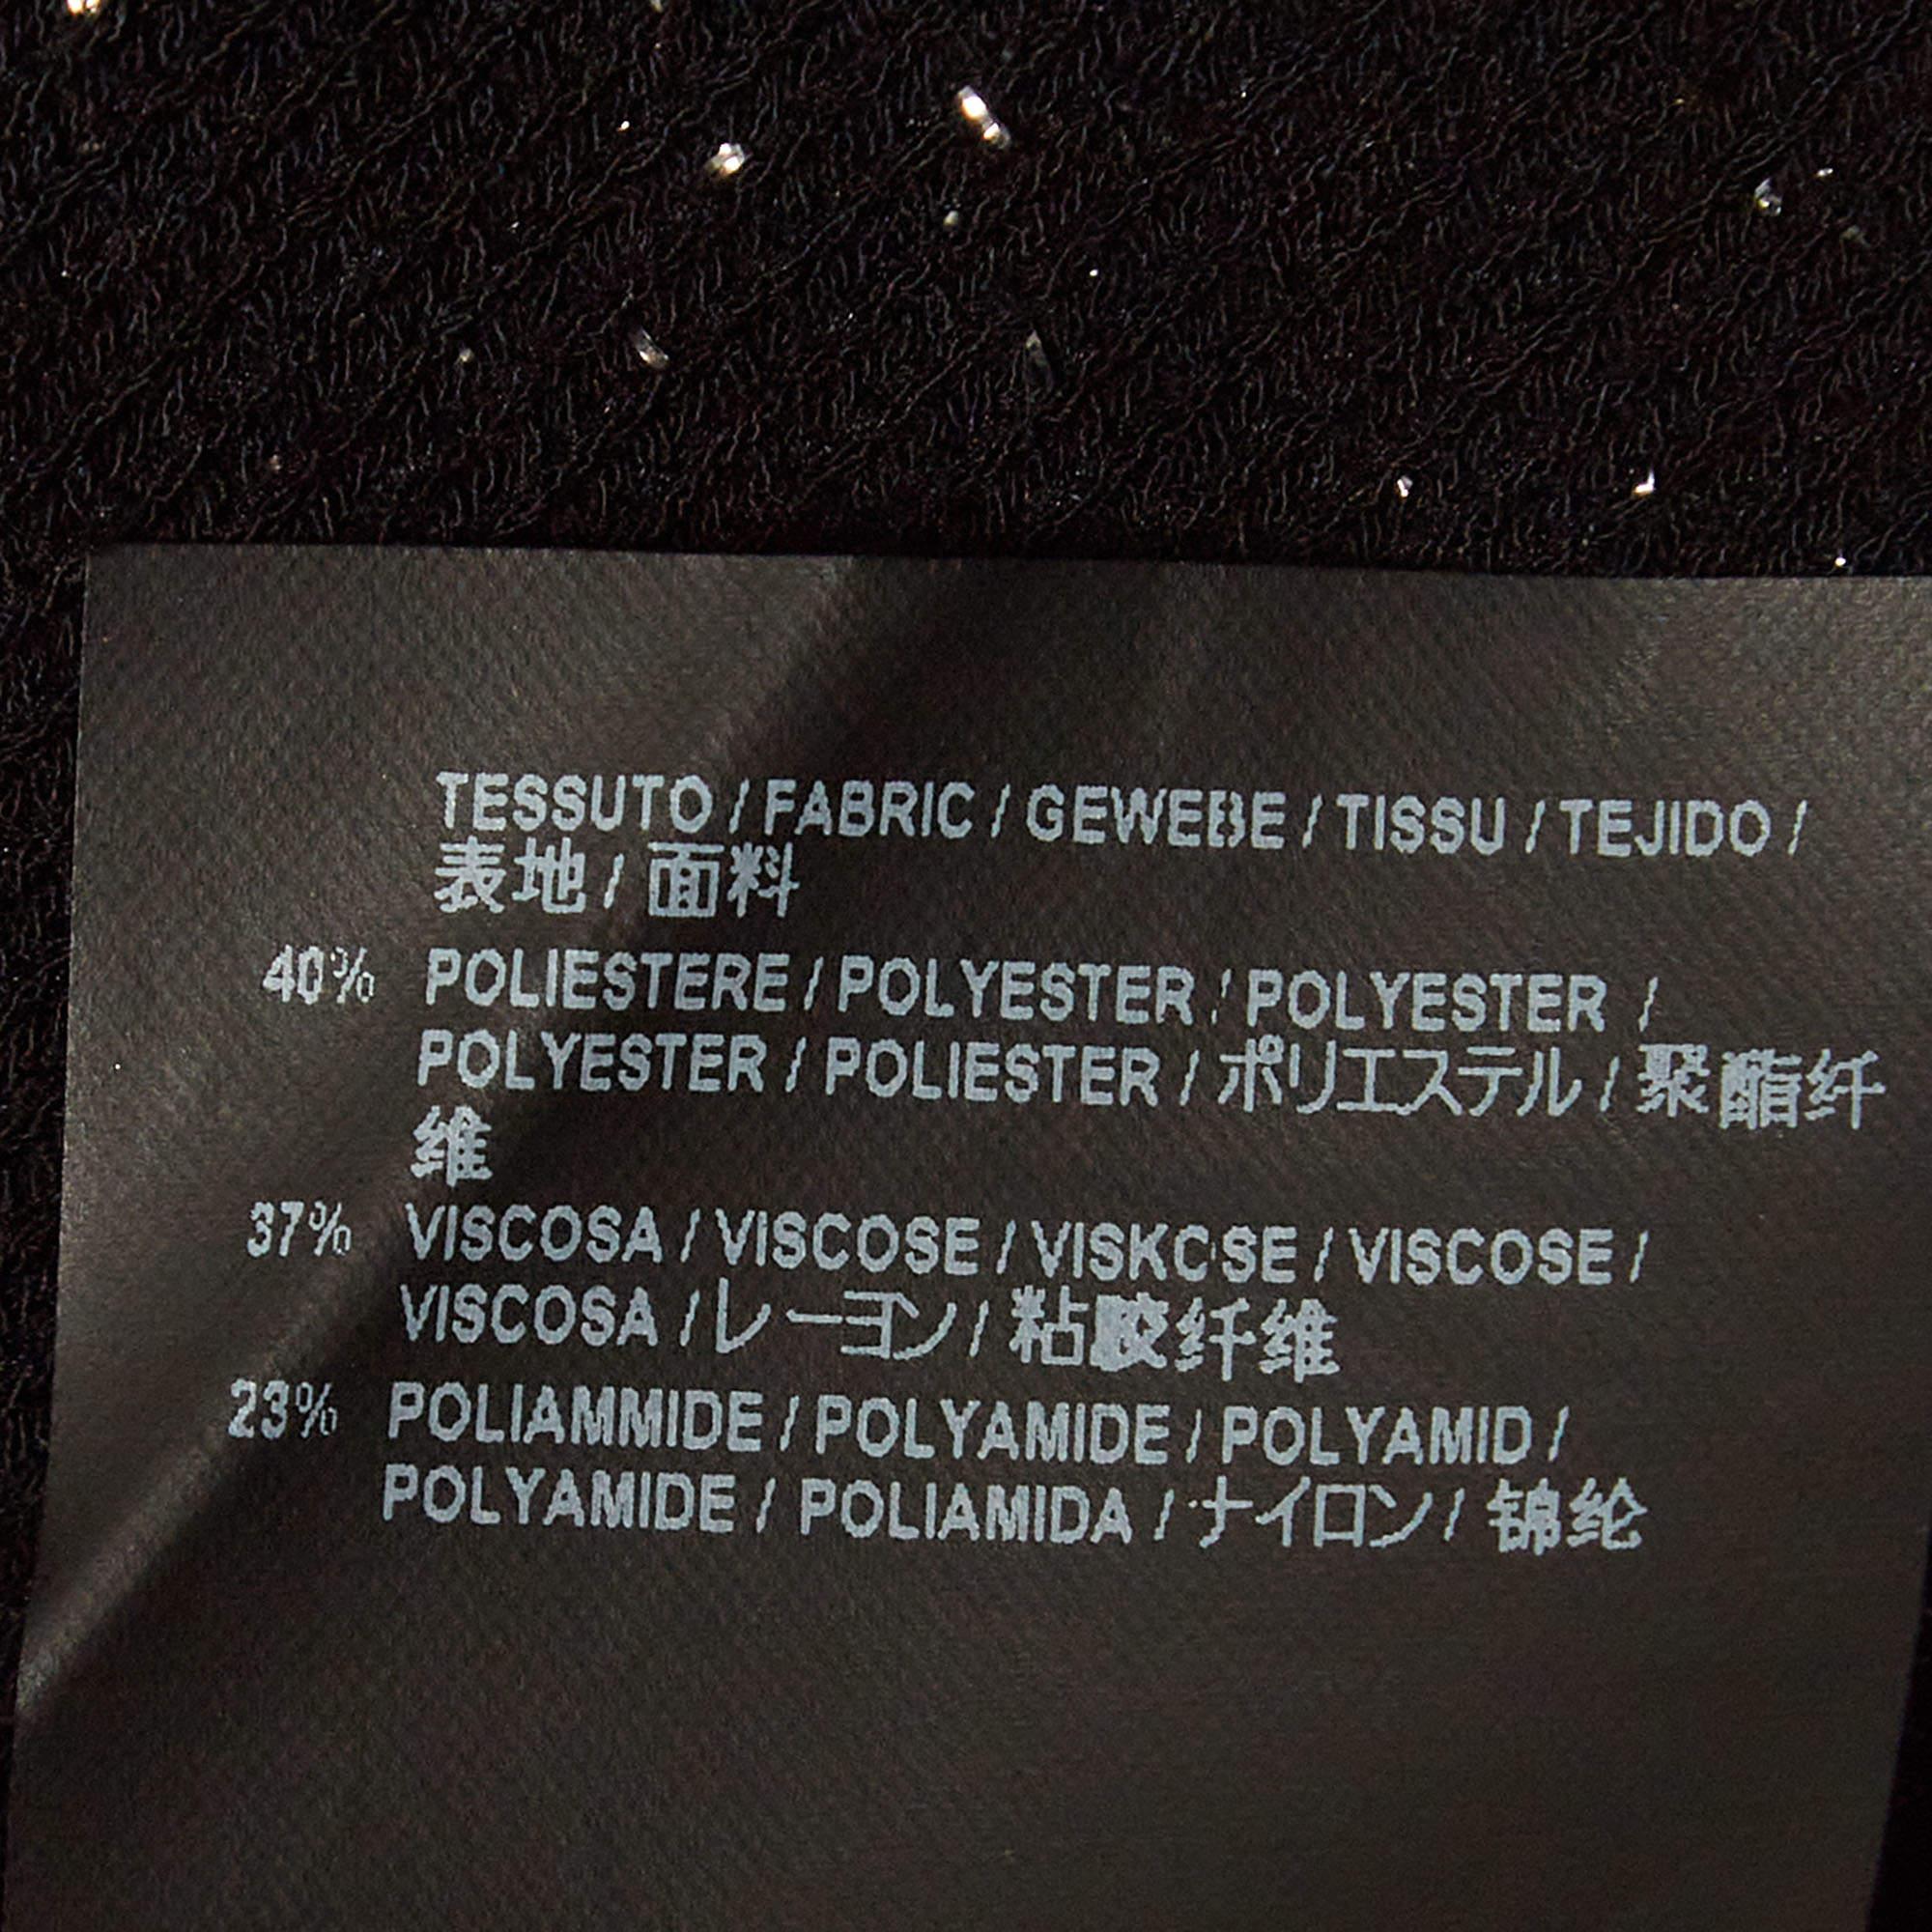 TESSUTO / FABRIC / GEWEBE / TISSU / TEJIDO /
表地 / 面料
40% POLIESTERE / POLYESTER / POLYESTER /
POLYESTER / POLIESTER / ポリエステル / 聚酯纤
维
37% VISCOSA / VISCOSE / VISKOSE / VISCOSE /
VISCOSA / レーヨン / 粘胶纤维
23% POLIAMMIDE / POLYAMIDE / POLYAMID /
POLYAMIDE / POLIAMIDA / ナイロン / 锦纶